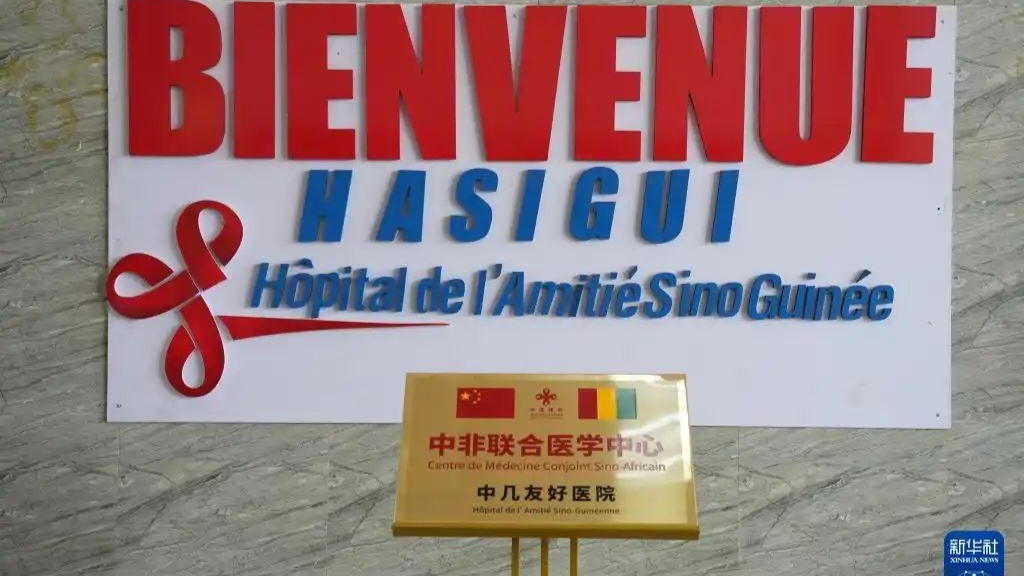 BIENVENUE
HASIGUI
Hôpital de l'Amitié Sino Guinée
中非联合医学中心
Centre de Médecine Conjoint Sino-Africain
中几友好医院
Hôpital de l' Amitié Sino-Guinéenne
新华社
XINHUA NEWS